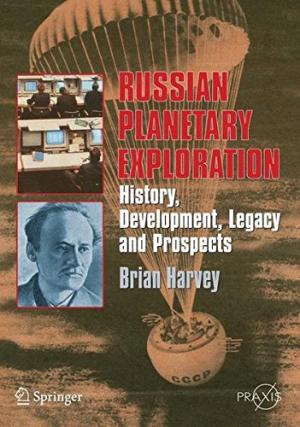 RUSSIAN
PLANETARY
EXPLORATION
History,
Development, Legacy
and Prospects
Brian Harvey
CCCP
Springer
PRAXIS